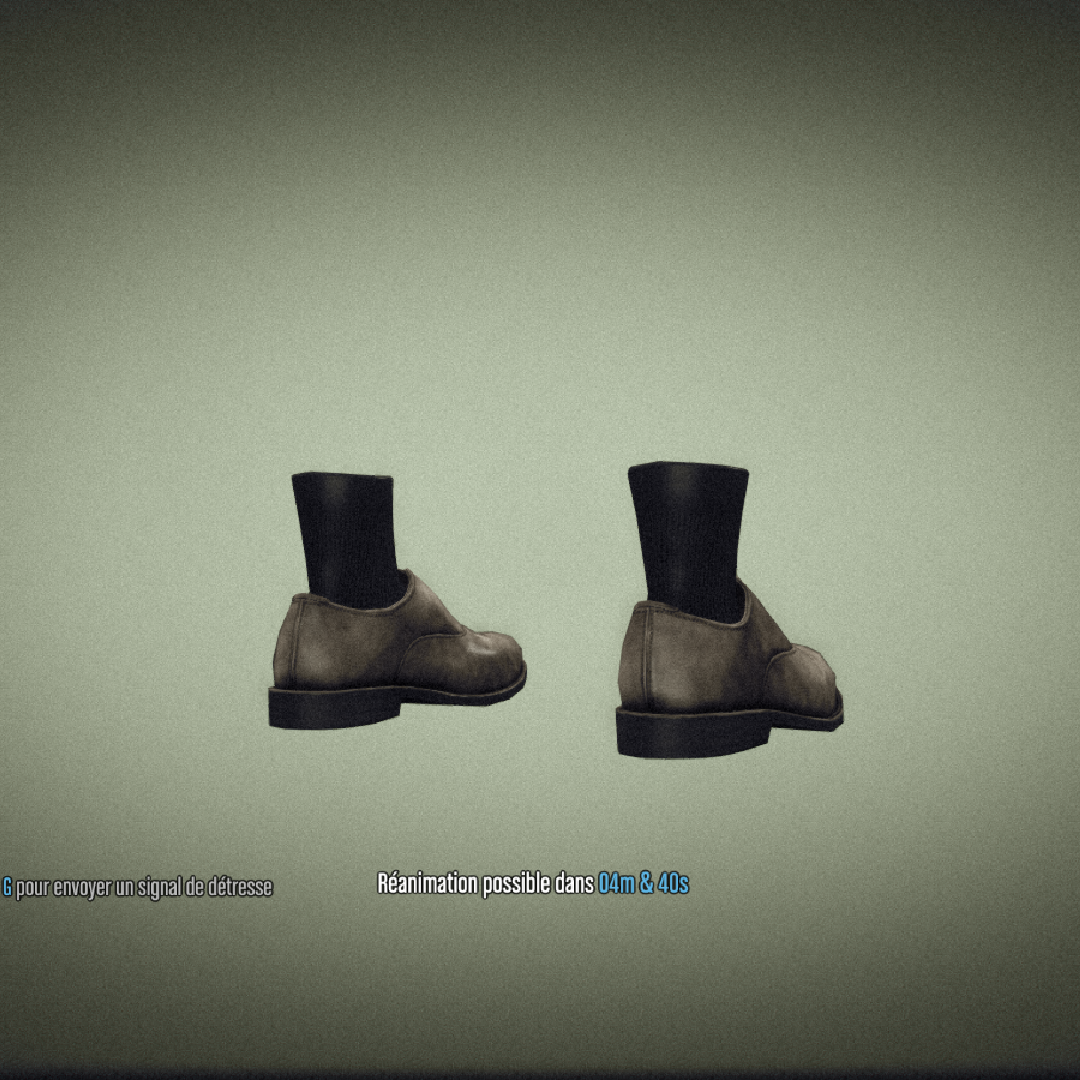 G pour envoyer un signal de détresse
Réanimation possible dans 04m & 40s